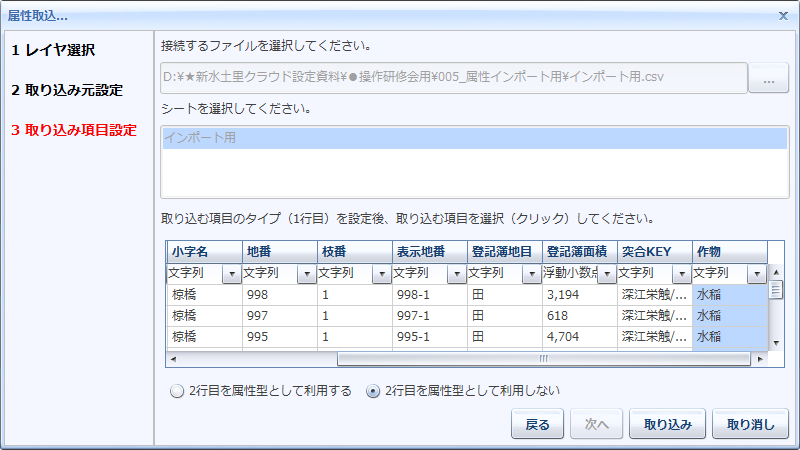 属性取込...
1 レイヤ選択
2 取り込み元設定
3 取り込み項目設定
接続するファイルを選択してください。
D:¥★新水土里クラウド設定資料¥●操作研修会用¥005_属性インポート用¥インポート用.csv
...
シートを選択してください。
インポート用
取り込む項目のタイプ（1行目）を設定後、取り込む項目を選択（クリック）してください。
小字名 地番 枝番 表示地番 登記簿地目 登記簿面積 突合KEY 作物
文字列 文字列 文字列 文字列 文字列 浮動小数点 文字列 文字列
椋橋 998 1 998-1 田 3,194 深江栄触/... 水稲
椋橋 997 1 997-1 田 618 深江栄触/... 水稲
椋橋 995 1 995-1 田 4,704 深江栄触/... 水稲
2行目を属性型として利用する 2行目を属性型として利用しない
戻る 次へ 取り込み 取り消し